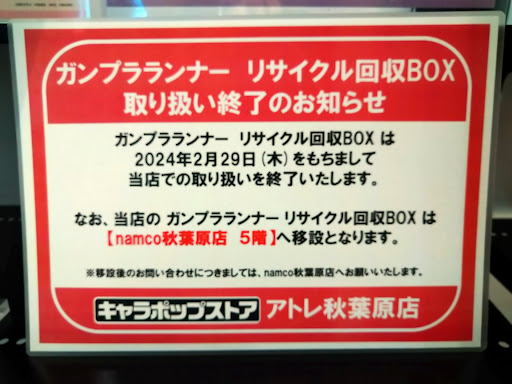 ガンプラランナー リサイクル回収BOX
取り扱い終了のお知らせ
ガンプラランナー リサイクル回収BOX は
2024年2月29日(木)をもちまして
当店での取り扱いを終了いたします。
なお、当店の ガンプラランナー リサイクル回収BOX は
【namco秋葉原店 5階】へ移設となります。
※移設後のお問い合わせにつきましては、namco秋葉原店へお願いいたします。
キャラポップストア アトレ秋葉原店